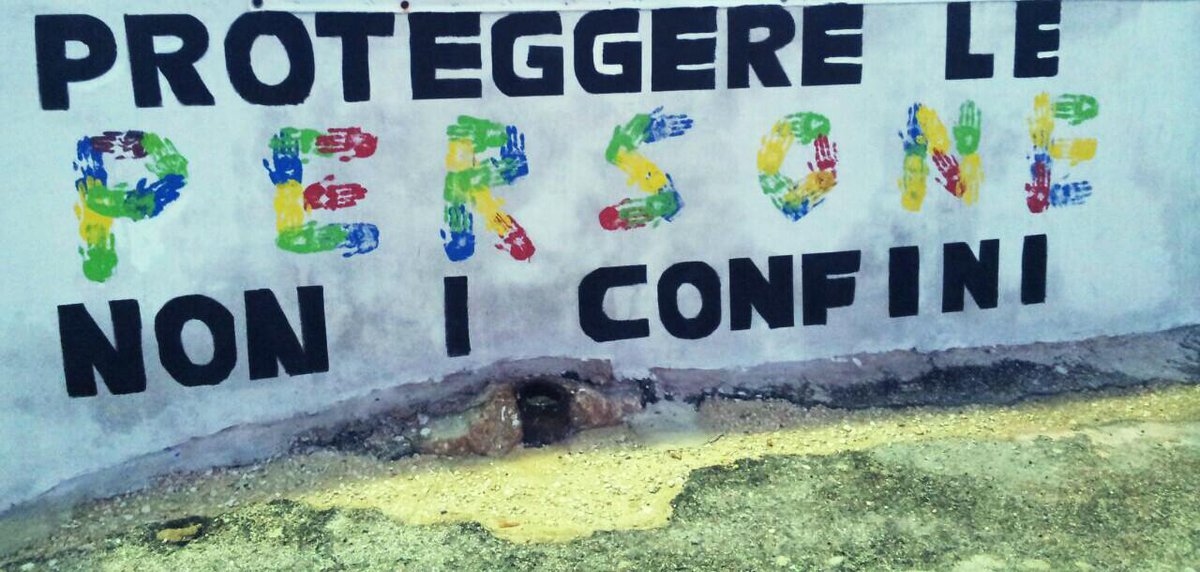 PROTEGGERE LE
PERSONE
NON I CONFINI